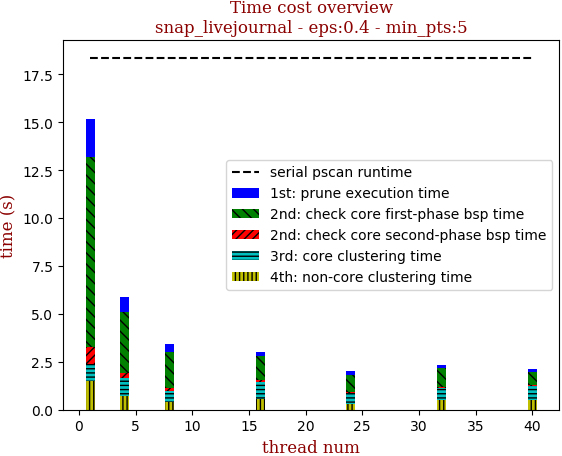 Time cost overview
snap_livejournal - eps:0.4 - min_pts:5
time (s)
17.5
15.0
12.5
10.0
7.5
5.0
2.5
0.0
serial pscan runtime
1st: prune execution time
2nd: check core first-phase bsp time
2nd: check core second-phase bsp time
3rd: core clustering time
4th: non-core clustering time
0 5 10 15 20 25 30 35 40
thread num